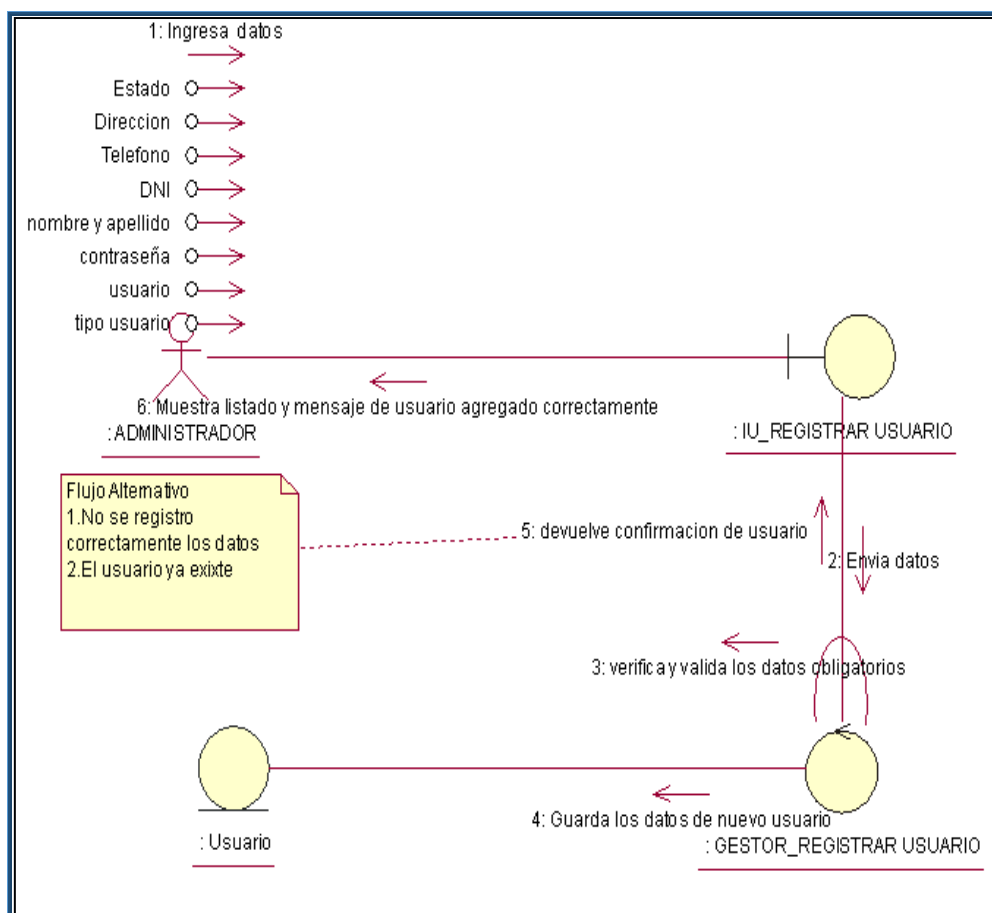 1: Ingresa datos
Estado
Direccion
Telefono
DNI
nombre y apellido
contraseña
usuario
tipo usuario
6: Muestra listado y mensaje de usuario agregado correctamente
: ADMINISTRADOR
: IU_REGISTRAR USUARIO
Flujo Alternativo
1.No se registro
correctamente los datos
2.El usuario ya exixte
5: devuelve confirmacion de usuario
2: Envia datos
3: verifica y valida los datos obligatorios
4: Guarda los datos de nuevo usuario
: Usuario
: GESTOR_REGISTRAR USUARIO